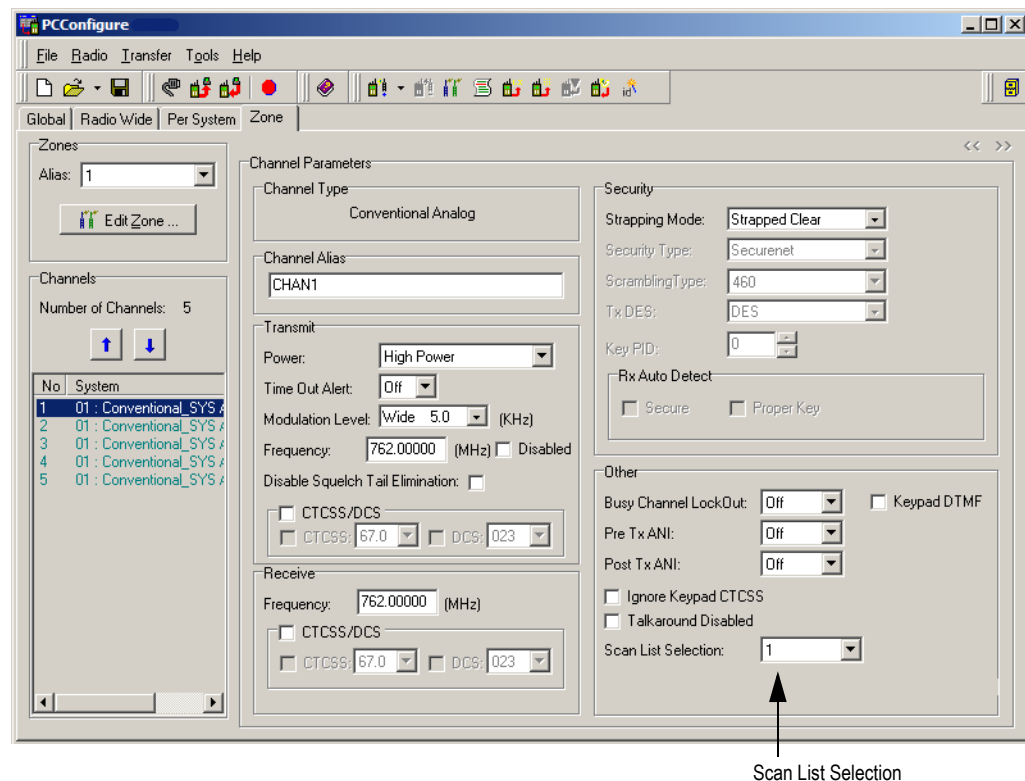 PCConfigure
File Radio Transfer Tools Help
id
Global Radio Wide Per System Zone
Zones
Alias: 1
Edit Zone ...
Channels
Number of Channels: 5
No System
1 01 : Conventional_SYS
2 01 : Conventional_SYS
3 01 : Conventional_SYS
4 01 : Conventional_SYS
5 01 : Conventional_SYS
<< >>
Channel Parameters
Channel Type
Conventional Analog
Channel Alias
CHAN1
Transmit
Power: High Power
Time Out Alert: Off
Modulation Level: Wide 5.0 (KHz)
Frequency: 762.00000 (MHz) Disabled
Disable Squelch Tail Elimination:
CTCSS/DCS
CTCSS: 67.0 DCS: 023
Receive
Frequency: 762.00000 (MHz)
CTCSS/DCS
CTCSS: 67.0 DCS: 023
Security
Strapping Mode: Strapped Clear
Security Type: Securenet
ScramblingType: 460
Tx DES: DES
Key PID: 0
Rx Auto Detect
Secure Proper Key
Other
Busy Channel LockOut: Off Keypad DTMF
Pre Tx ANI: Off
Post Tx ANI: Off
Ignore Keypad CTCSS
Talkaround Disabled
Scan List Selection: 1
Scan List Selection